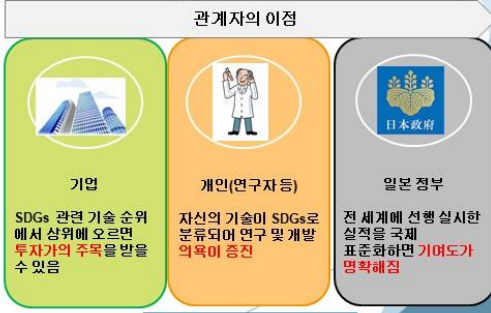 관계자의 이점
기업
SDGs 관련 기술 순위
에서 상위에 오르면
투자가의 주목을 받을
수 있음
개인(연구자 등)
자신의 기술이 SDGs로
분류되어 연구 및 개발
의욕이 증진
日本政府
일본 정부
전 세계에 선행 실시한
실적을 국제
표준화하면 기여도가
명확해짐